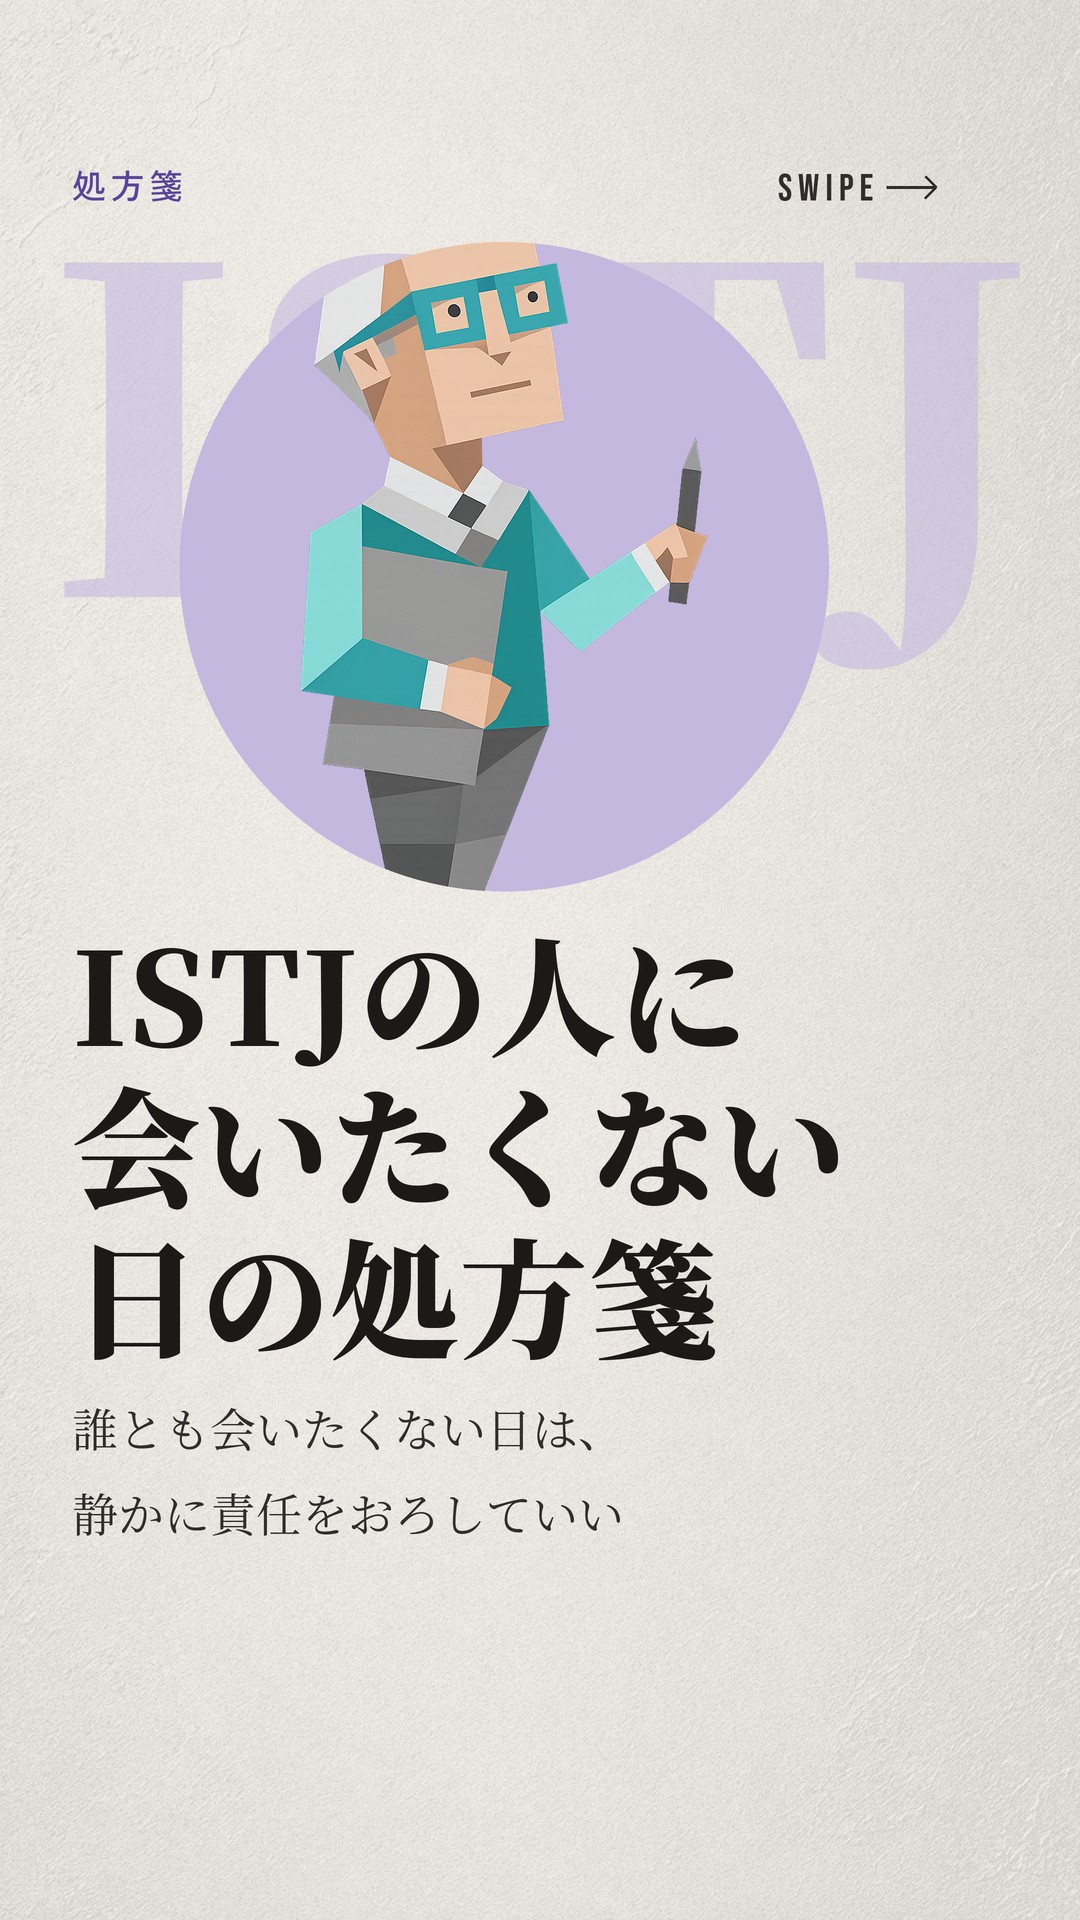 処方箋
SWIPE →
ISTJ
ISTJの人に
会いたくない
日の処方箋
誰とも会いたくない日は、
静かに責任をおろしていい